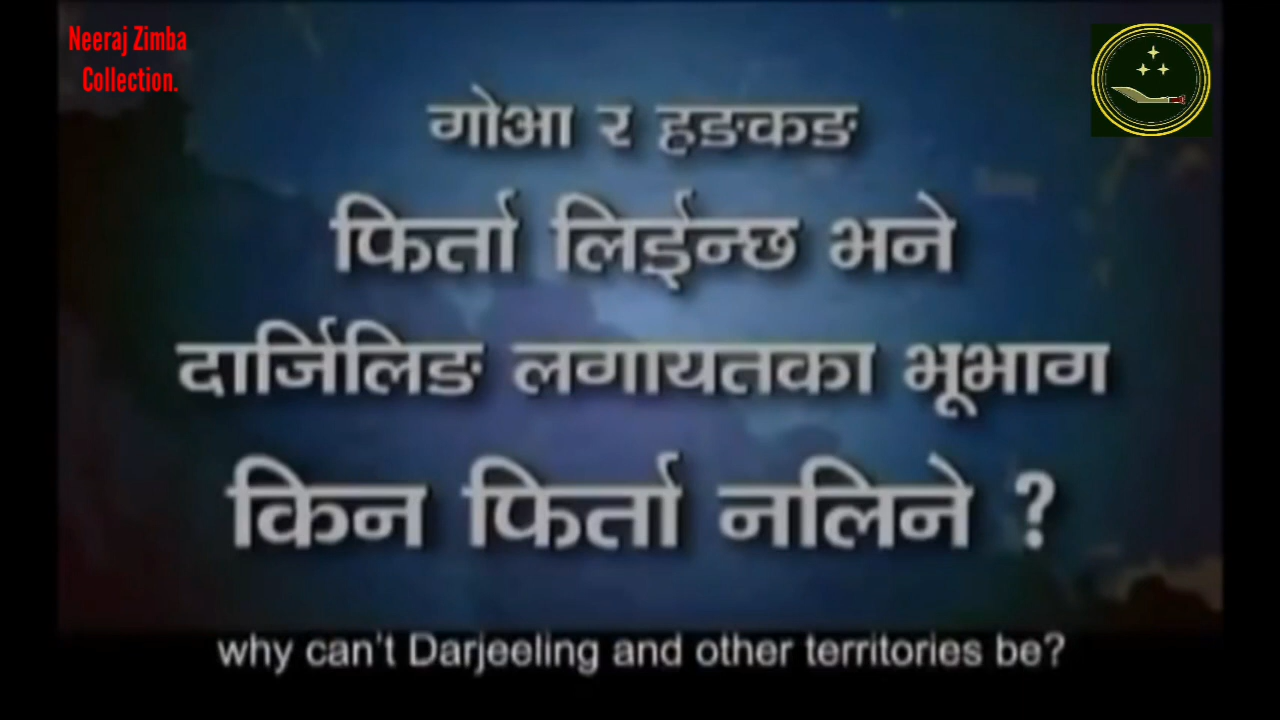 Neeraj Zimba
Collection.
गोआ र हङकङ
फिर्ता लिईन्छ भने
दार्जिलिङ लगायतका भूभाग
किन फिर्ता नलिने ?
why can't Darjeeling and other territories be?